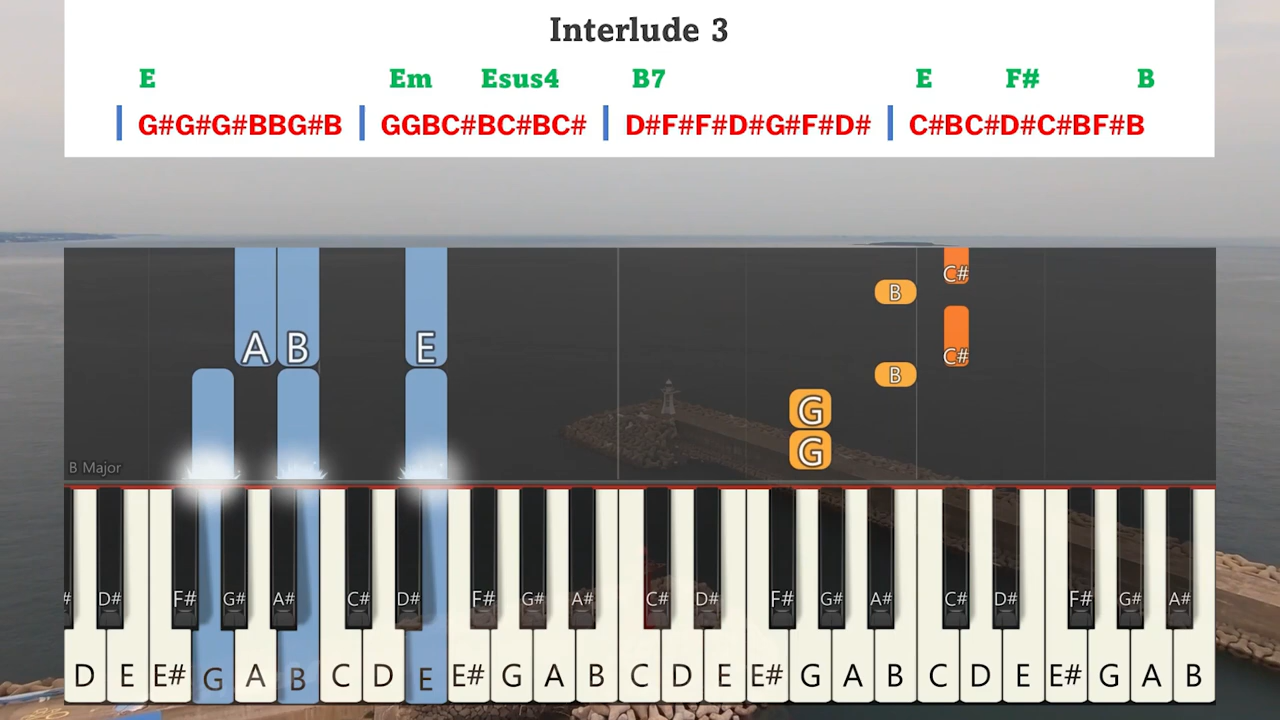 Interlude 3
E Em Esus4 B7 E F# B
G#G#G#BBG#B GGBC#BC#BC# D#F#F#D#G#F#D# C#BC#D#C#BF#B
C#
B
A B E C#
B
G
G
B Major
# D# F# G# A# C# D# F# G# A# C# D# F# G# A# C# D# F# G# A#
D E E# G A B C D E E# G A B C D E E# G A B C D E E# G A B